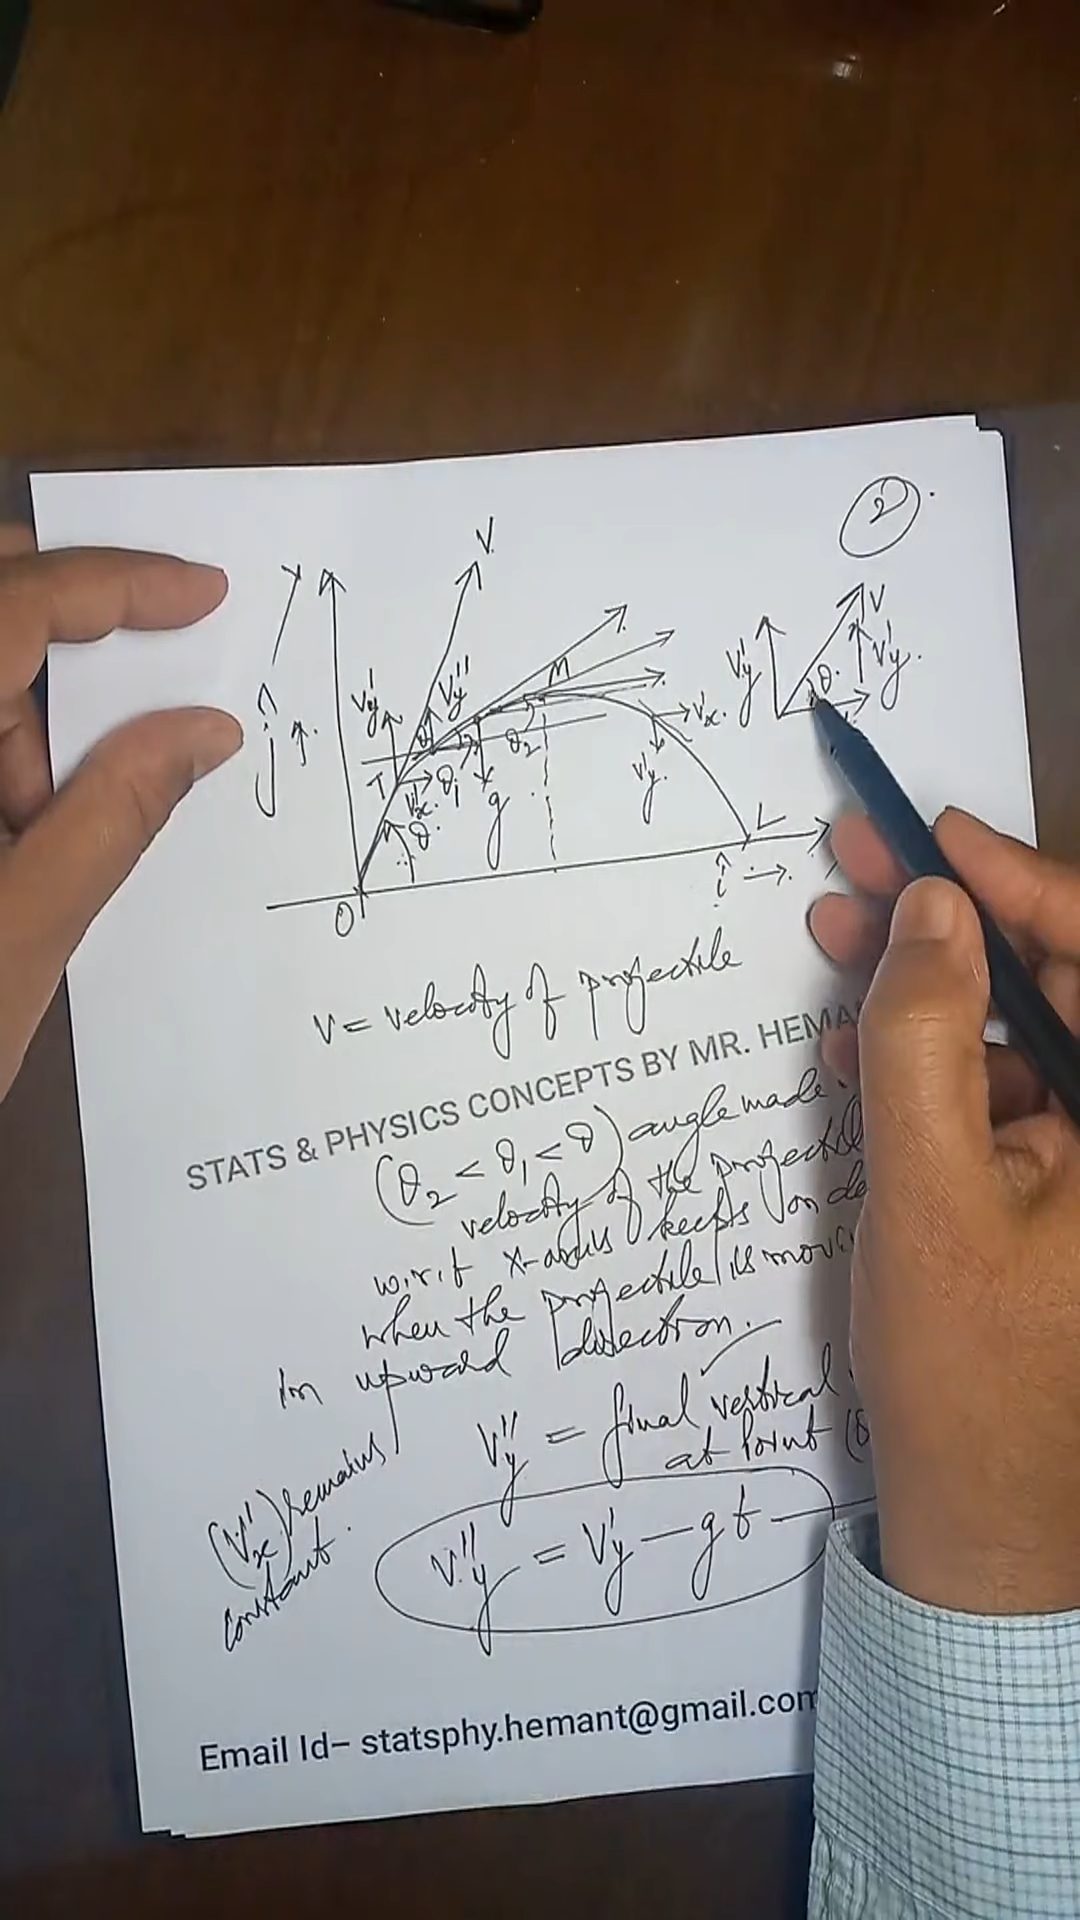 2
Y
V
V'y
V''y
M
V'x
T
θ1
θ2
V'x
θ
g
V'y
L
O
î
ĵ
V'y
V
θ
V'y
V = velocity of projectile
STATS & PHYSICS CONCEPTS BY MR. HEMA
(θ2 < θ1 < θ) angle made
velocity of the projectile
w.r.t x-axis keeps on de
when the projectile is movi
in upward direction.
V''y = final vertical
at point (
V''y = V'y - gt
(V'x) remains
constant.
Email Id– statsphy.hemant@gmail.com